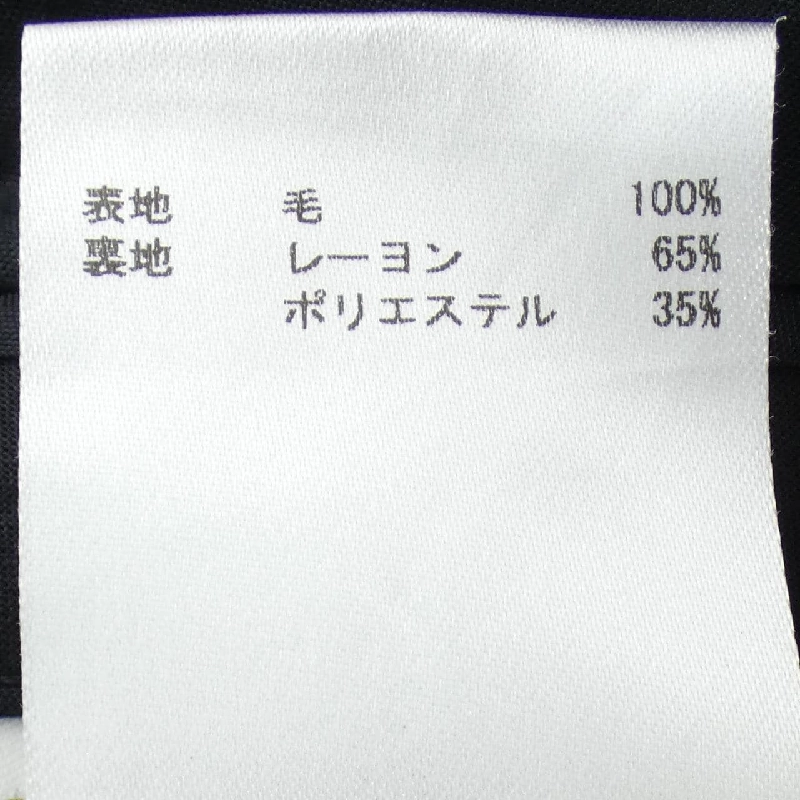 表地 毛 100%
裏地 レーヨン 65%
ポリエステル 35%